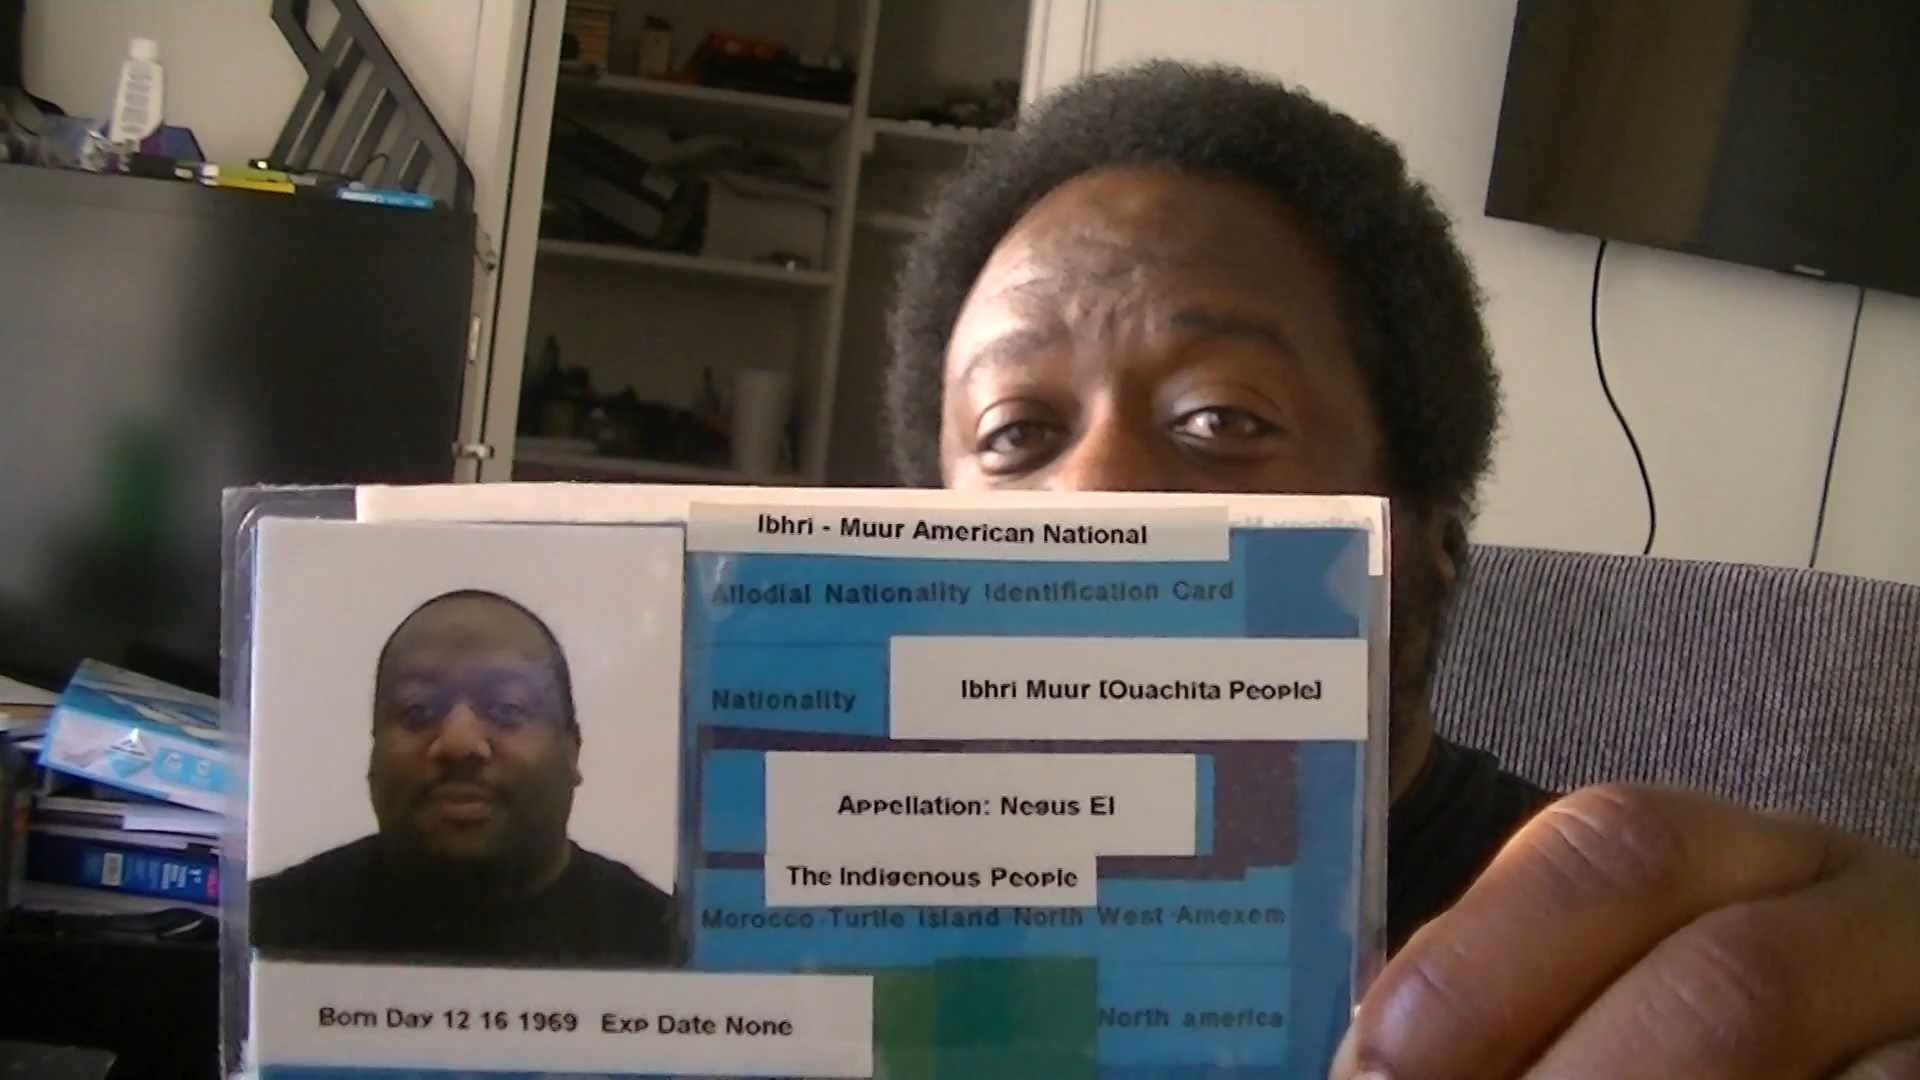 Ibhri - Muur American National
Allodial Nationality Identification Card
Nationality
Ibhri Muur [Ouachita People]
Appellation: Negus El
The Indigenous People
Morocco-Turtle Island North West Amexem
Born Day 12 16 1969 Exp Date None
North america